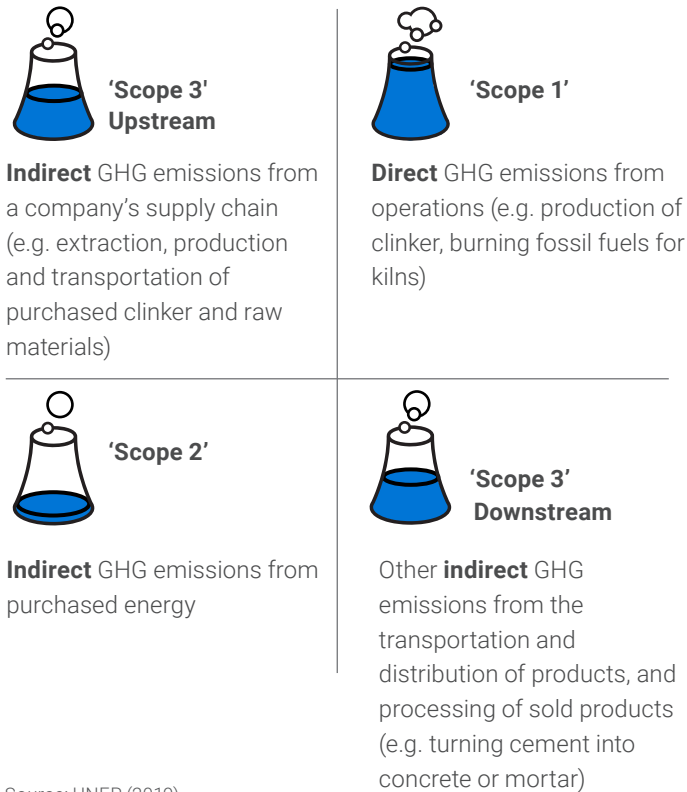 ‘Scope 3'
Upstream
Indirect GHG emissions from
a company’s supply chain
(e.g. extraction, production
and transportation of
purchased clinker and raw
materials)
‘Scope 1’
Direct GHG emissions from
operations (e.g. production of
clinker, burning fossil fuels for
kilns)
‘Scope 2’
Indirect GHG emissions from
purchased energy
‘Scope 3’
Downstream
Other indirect GHG
emissions from the
transportation and
distribution of products, and
processing of sold products
(e.g. turning cement into
concrete or mortar)
Source: UNEP (2019)